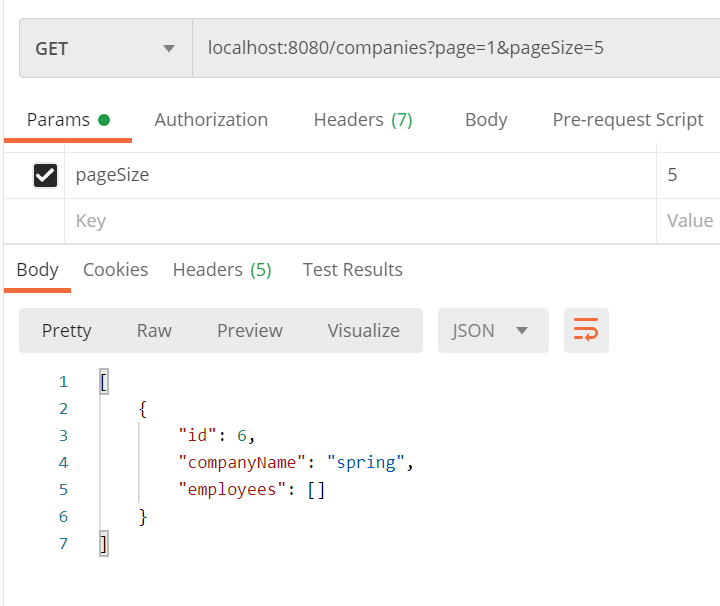 GET localhost:8080/companies?page=1&pageSize=5
Params Authorization Headers (7) Body Pre-request Script
pageSize 5
Key Value
Body Cookies Headers (5) Test Results
Pretty Raw Preview Visualize JSON
1 [
2 {
3 "id": 6,
4 "companyName": "spring",
5 "employees": []
6 }
7 ]